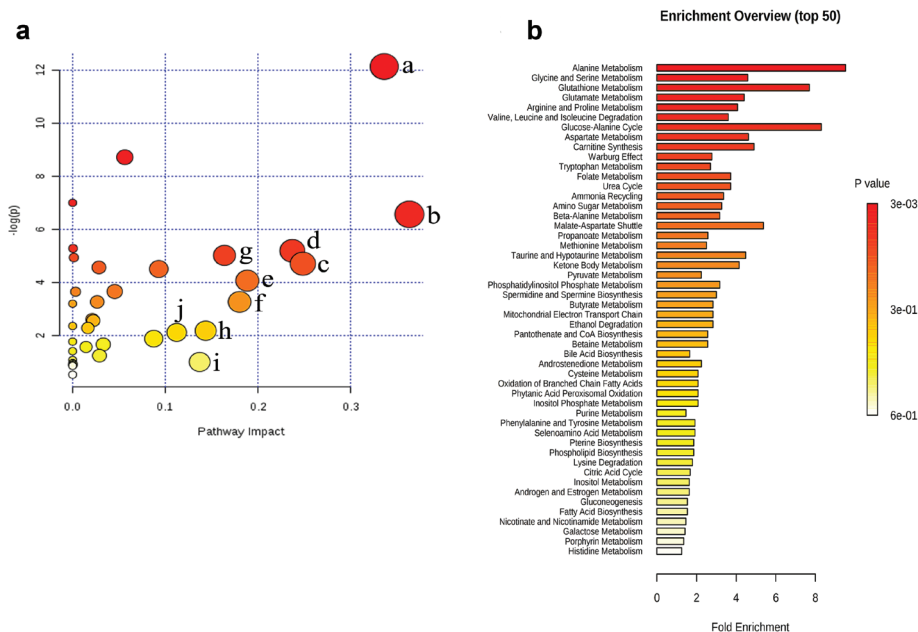 a
12
10
8
6
4
2
-log(p)
a
b
g
d
c
e
f
j
h
i
0.0
0.1
0.2
0.3
Pathway Impact
b
Enrichment Overview (top 50)
Alanine Metabolism
Glycine and Serine Metabolism
Glutathione Metabolism
Glutamate Metabolism
Arginine and Proline Metabolism
Valine, Leucine and Isoleucine Degradation
Glucose-Alanine Cycle
Aspartate Metabolism
Carnitine Synthesis
Warburg Effect
Tryptophan Metabolism
Folate Metabolism
Urea Cycle
Ammonia Recycling
Amino Sugar Metabolism
Beta-Alanine Metabolism
Malate-Aspartate Shuttle
Propanoate Metabolism
Methionine Metabolism
Taurine and Hypotaurine Metabolism
Ketone Body Metabolism
Pyruvate Metabolism
Phosphatidylinositol Phosphate Metabolism
Spermidine and Spermine Biosynthesis
Butyrate Metabolism
Mitochondrial Electron Transport Chain
Ethanol Degradation
Pantothenate and CoA Biosynthesis
Betaine Metabolism
Bile Acid Biosynthesis
Androstenedione Metabolism
Cysteine Metabolism
Oxidation of Branched Chain Fatty Acids
Phytanic Acid Peroxisomal Oxidation
Inositol Phosphate Metabolism
Purine Metabolism
Phenylalanine and Tyrosine Metabolism
Selenoamino Acid Metabolism
Pterine Biosynthesis
Phospholipid Biosynthesis
Lysine Degradation
Citric Acid Cycle
Inositol Metabolism
Androgen and Estrogen Metabolism
Gluconeogenesis
Fatty Acid Biosynthesis
Nicotinate and Nicotinamide Metabolism
Galactose Metabolism
Porphyrin Metabolism
Histidine Metabolism
0
2
4
6
8
Fold Enrichment
P value
3e-03
3e-01
6e-01